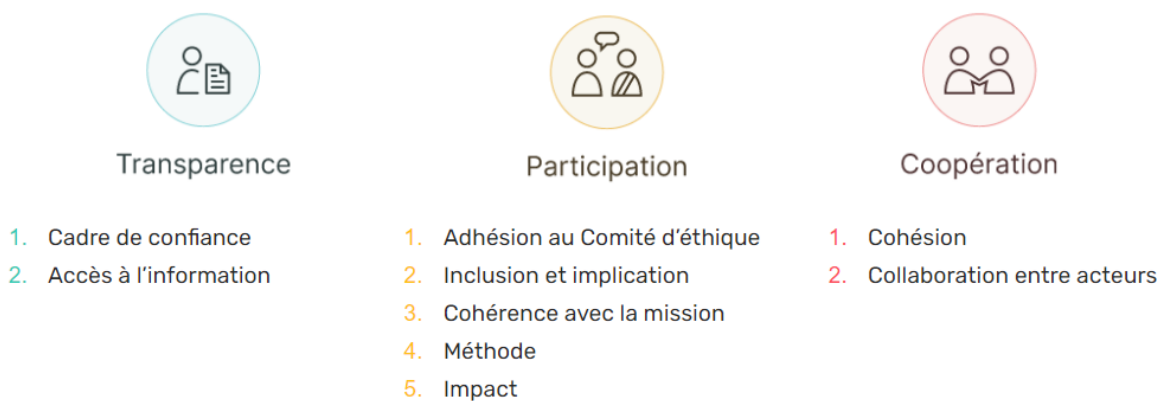 Transparence
1. Cadre de confiance
2. Accès à l'information
Participation
1. Adhésion au Comité d'éthique
2. Inclusion et implication
3. Cohérence avec la mission
4. Méthode
5. Impact
Coopération
1. Cohésion
2. Collaboration entre acteurs